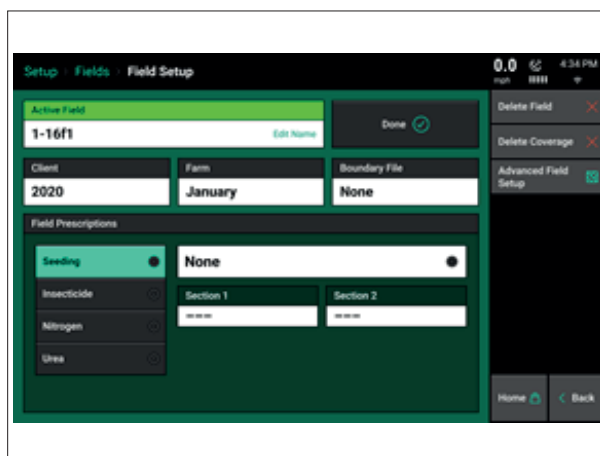 Setup Fields Field Setup
0.0
mph
4:34 PM
Active Field
1-16f1
Edit Name
Done
Delete Field
Delete Coverage
Advanced Field
Setup
Client
2020
Farm
January
Boundary File
None
Field Prescriptions
Seeding
None
Insecticide
Nitrogen
Urea
Section 1
---
Section 2
---
Home
< Back